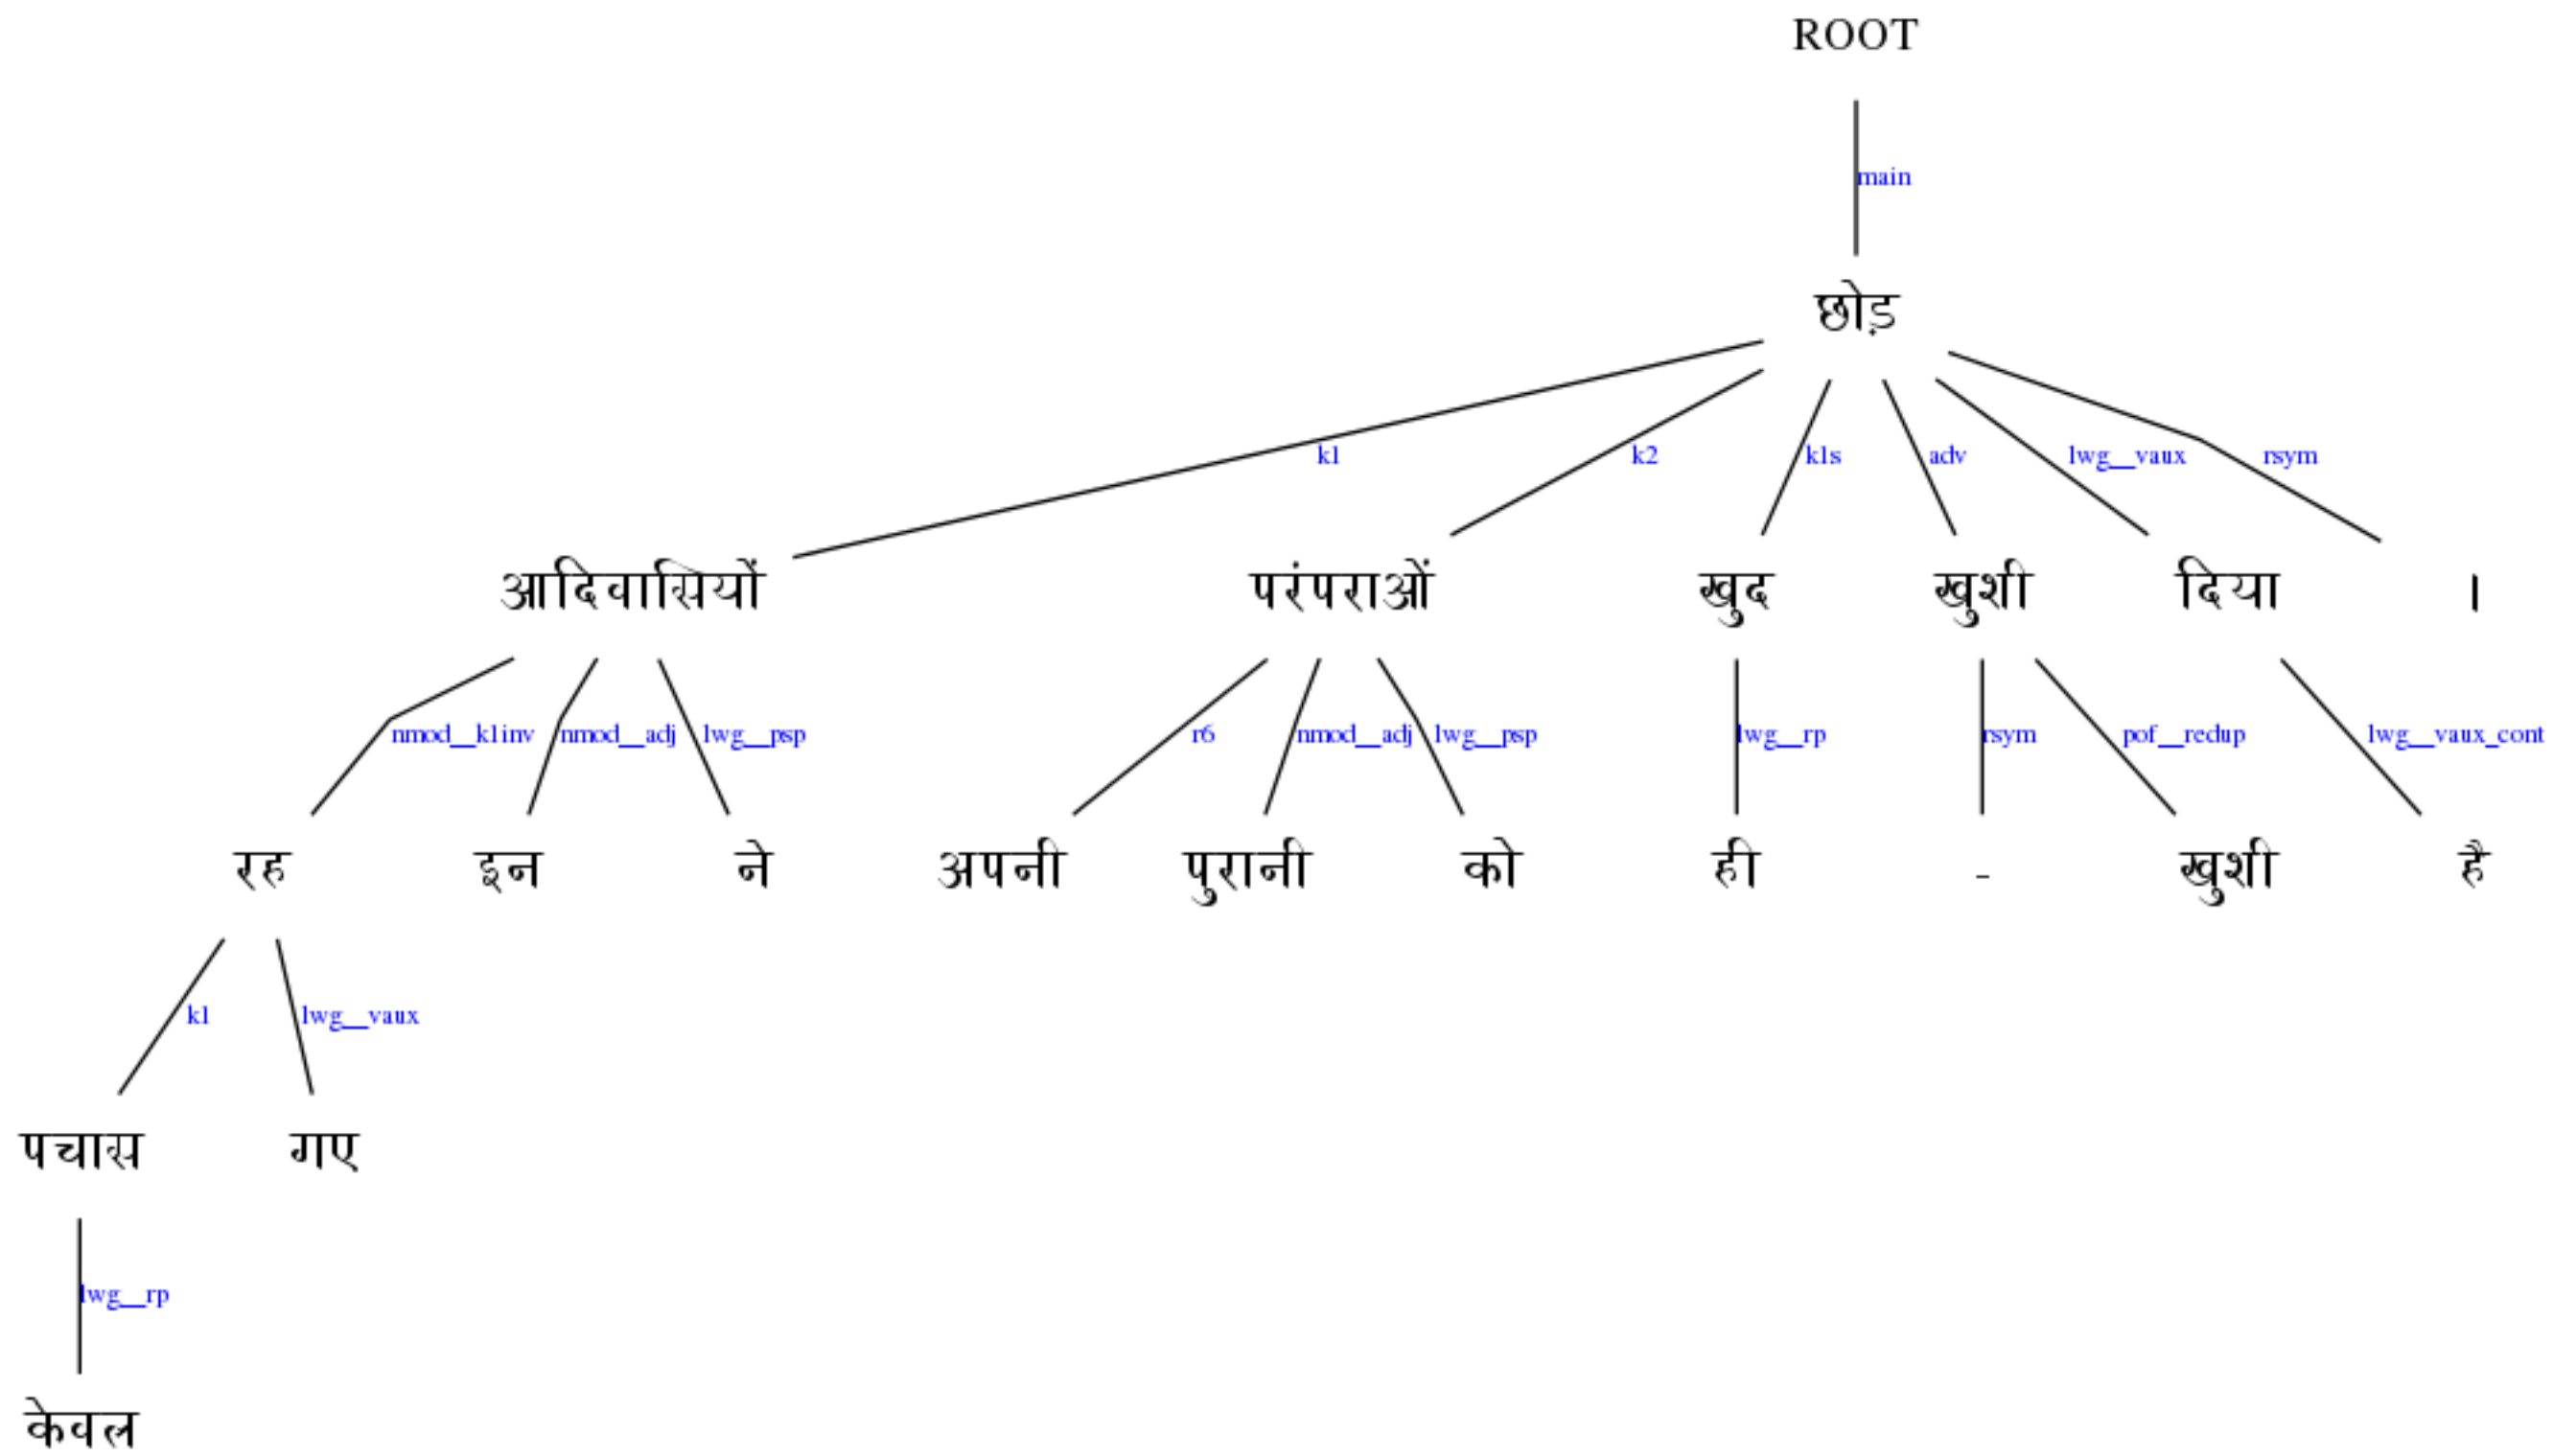 ROOT
main
छोड़
k1 k2 k1s adv lwg__vaux rsym
आदिवासियों परंपराओं खुद खुशी दिया ।
nmod__k1inv nmod__adj lwg__psp r6 nmod__adj lwg__psp lwg__rp rsym pof__redup lwg__vaux_cont
रह इन ने अपनी पुरानी को ही - खुशी है
k1 lwg__vaux
पचास गए
lwg__rp
केवल